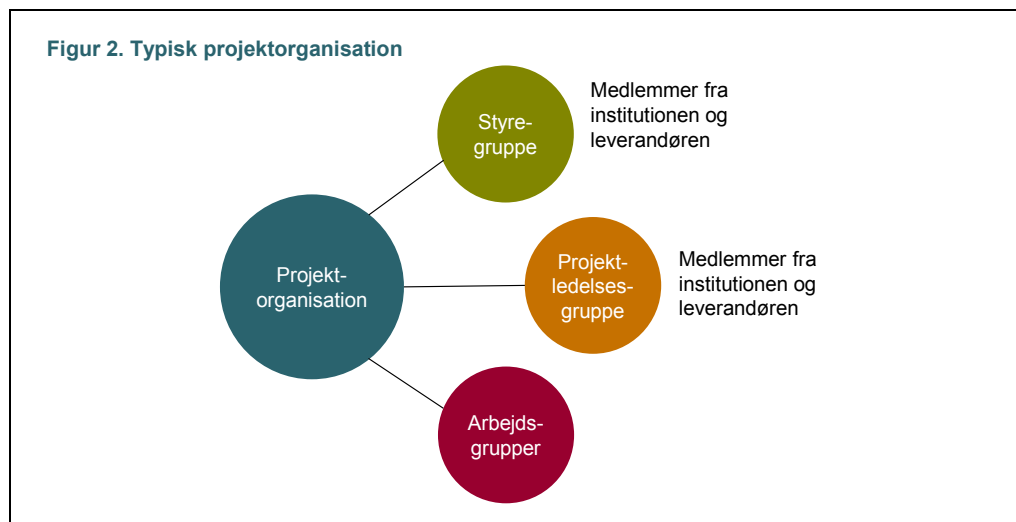 Figur 2. Typisk projektorganisation
Styre-
gruppe
Medlemmer fra
institutionen og
leverandøren
Projekt-
organisation
Projekt-
ledelses-
gruppe
Medlemmer fra
institutionen og
leverandøren
Arbejds-
grupper